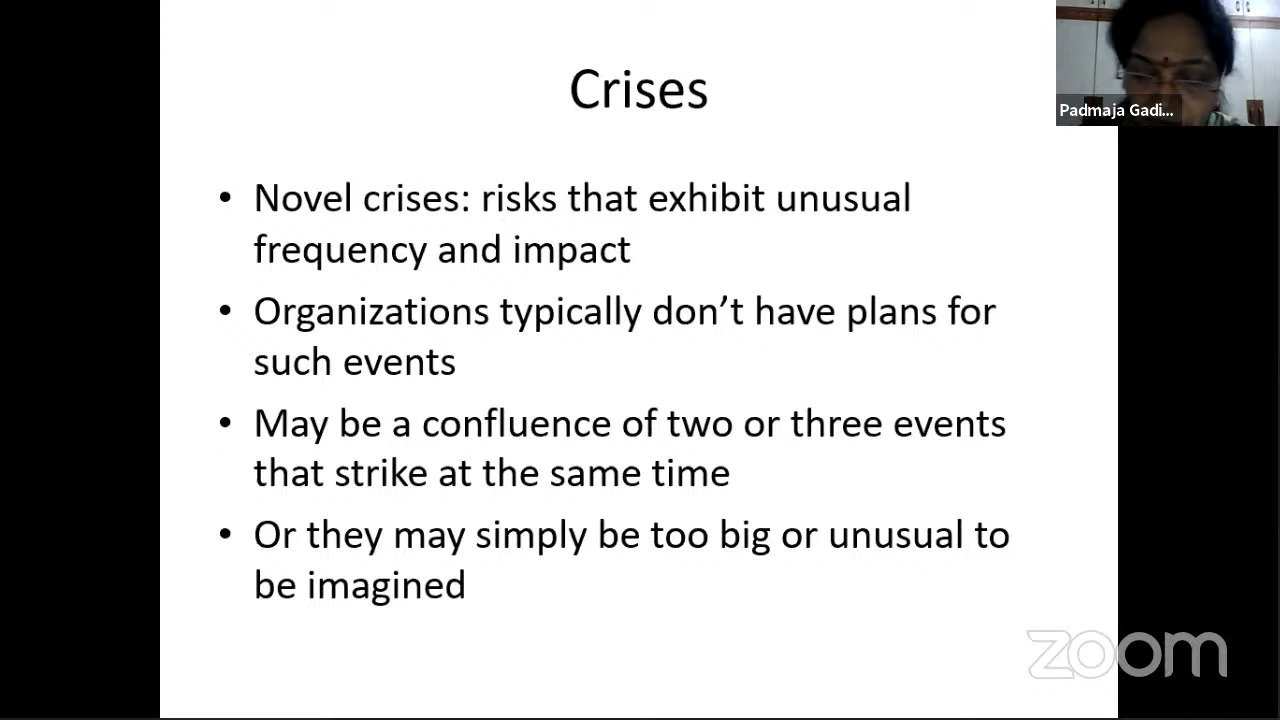 Crises
Padmaja Gadi...
• Novel crises: risks that exhibit unusual
frequency and impact
• Organizations typically don’t have plans for
such events
• May be a confluence of two or three events
that strike at the same time
• Or they may simply be too big or unusual to
be imagined
zoom